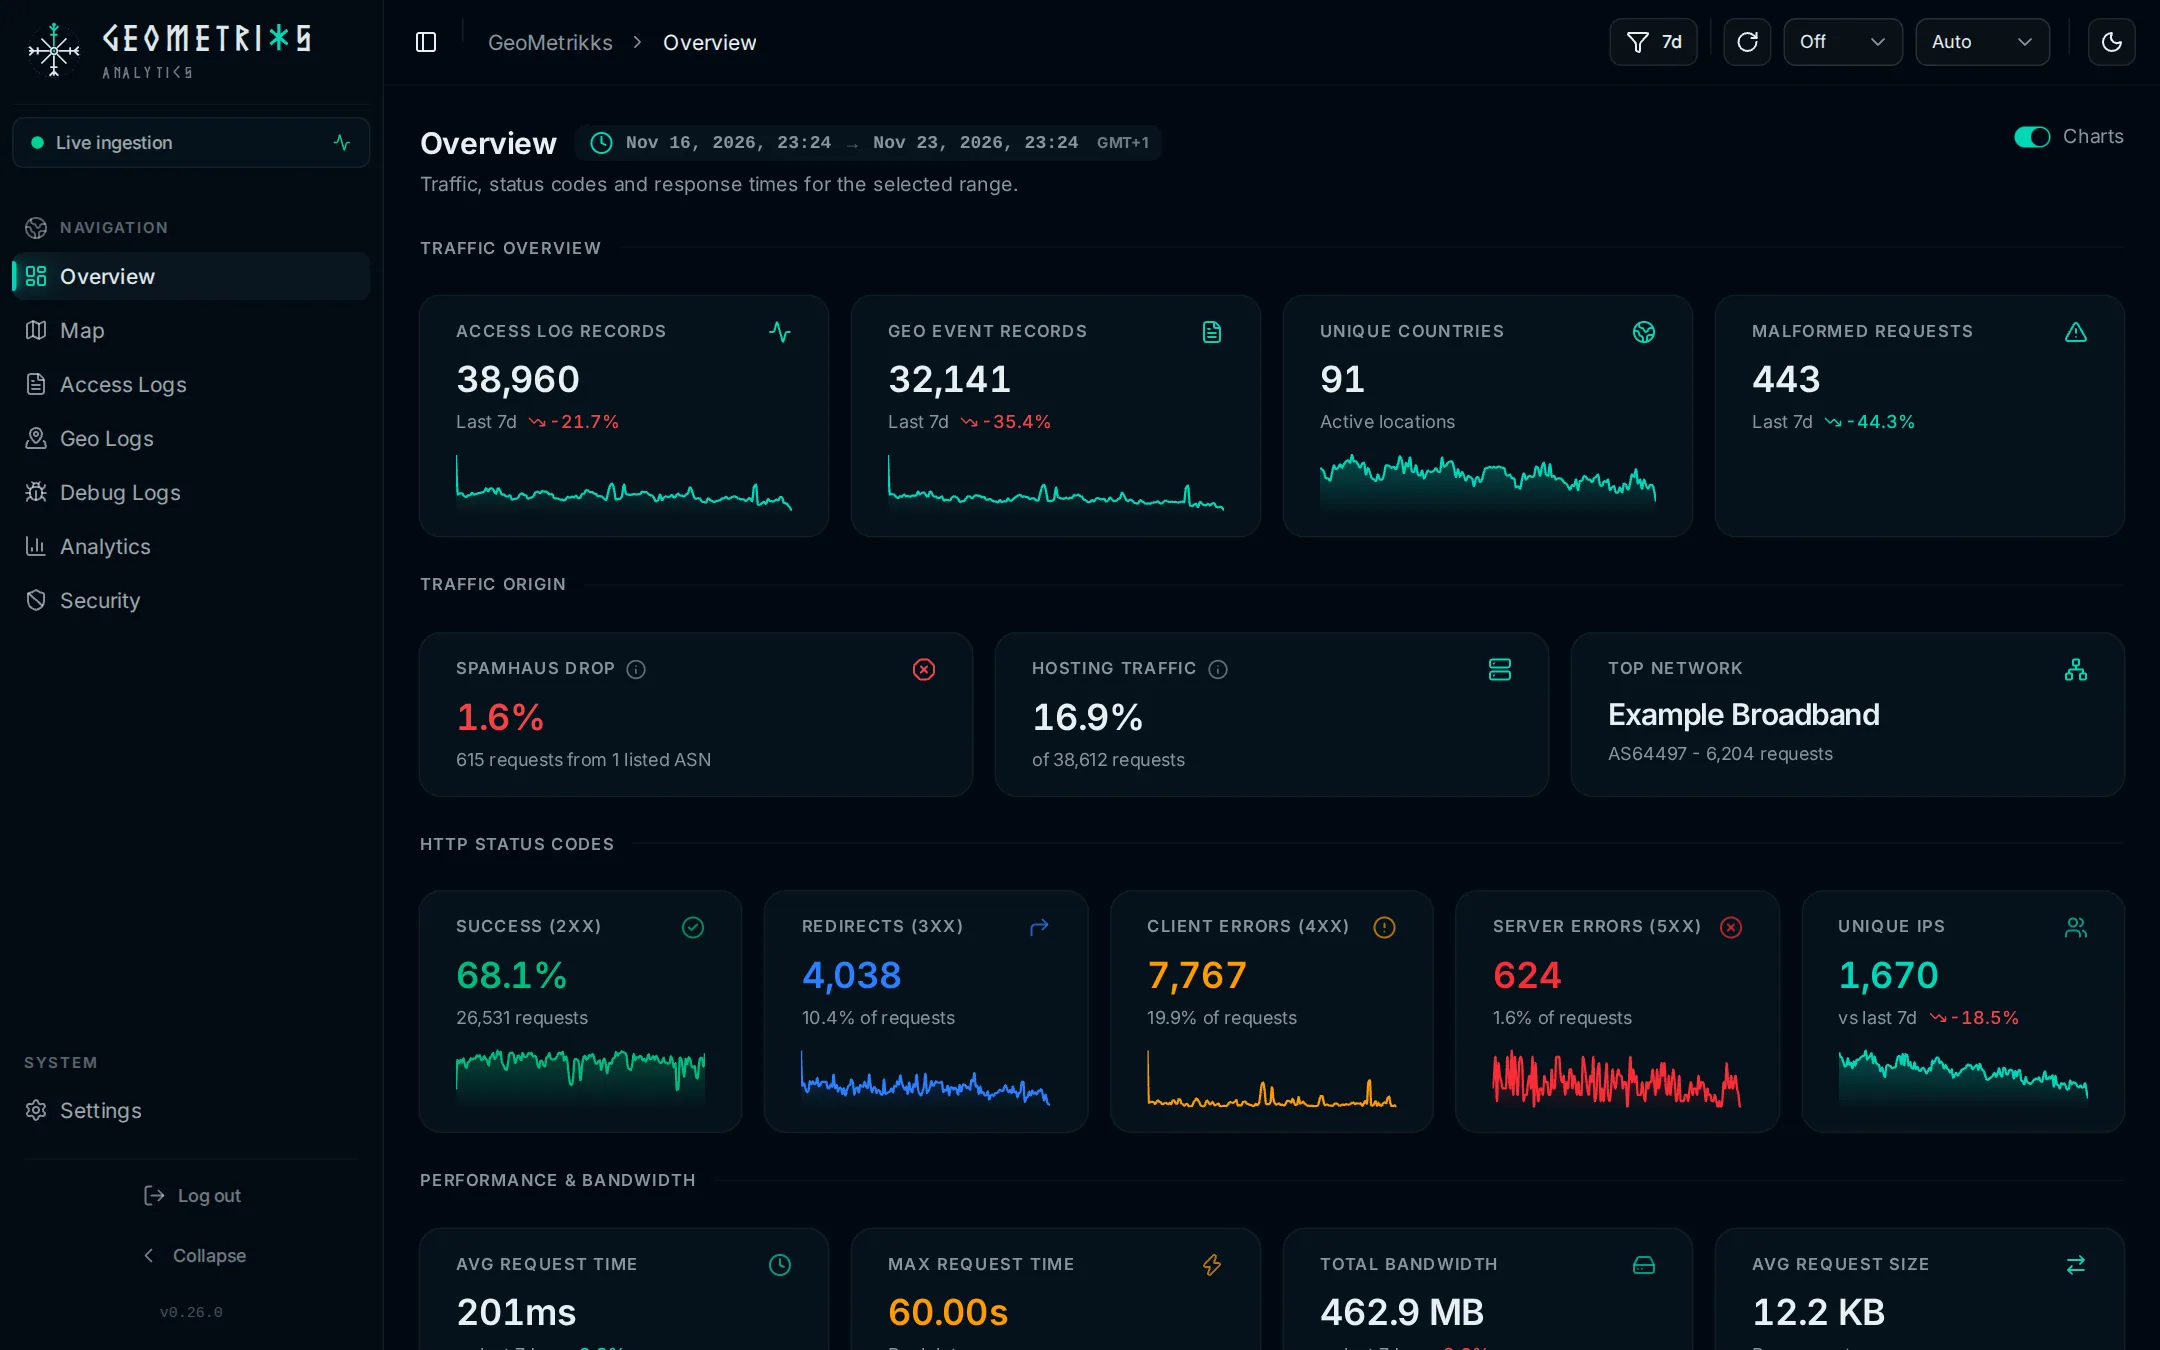 GEOMETRIKS
ANALYTICS
Live ingestion
NAVIGATION
Overview
Map
Access Logs
Geo Logs
Debug Logs
Analytics
Security
SYSTEM
Settings
Log out
Collapse
v0.26.0
GeoMetrikks > Overview
7d
Off
Auto
Overview
Nov 16, 2026, 23:24 → Nov 23, 2026, 23:24 GMT+1
Charts
Traffic, status codes and response times for the selected range.
TRAFFIC OVERVIEW
ACCESS LOG RECORDS
38,960
Last 7d -21.7%
GEO EVENT RECORDS
32,141
Last 7d -35.4%
UNIQUE COUNTRIES
91
Active locations
MALFORMED REQUESTS
443
Last 7d -44.3%
TRAFFIC ORIGIN
SPAMHAUS DROP
1.6%
615 requests from 1 listed ASN
HOSTING TRAFFIC
16.9%
of 38,612 requests
TOP NETWORK
Example Broadband
AS64497 - 6,204 requests
HTTP STATUS CODES
SUCCESS (2XX)
68.1%
26,531 requests
REDIRECTS (3XX)
4,038
10.4% of requests
CLIENT ERRORS (4XX)
7,767
19.9% of requests
SERVER ERRORS (5XX)
624
1.6% of requests
UNIQUE IPS
1,670
vs last 7d -18.5%
PERFORMANCE & BANDWIDTH
AVG REQUEST TIME
201ms
MAX REQUEST TIME
60.00s
TOTAL BANDWIDTH
462.9 MB
AVG REQUEST SIZE
12.2 KB